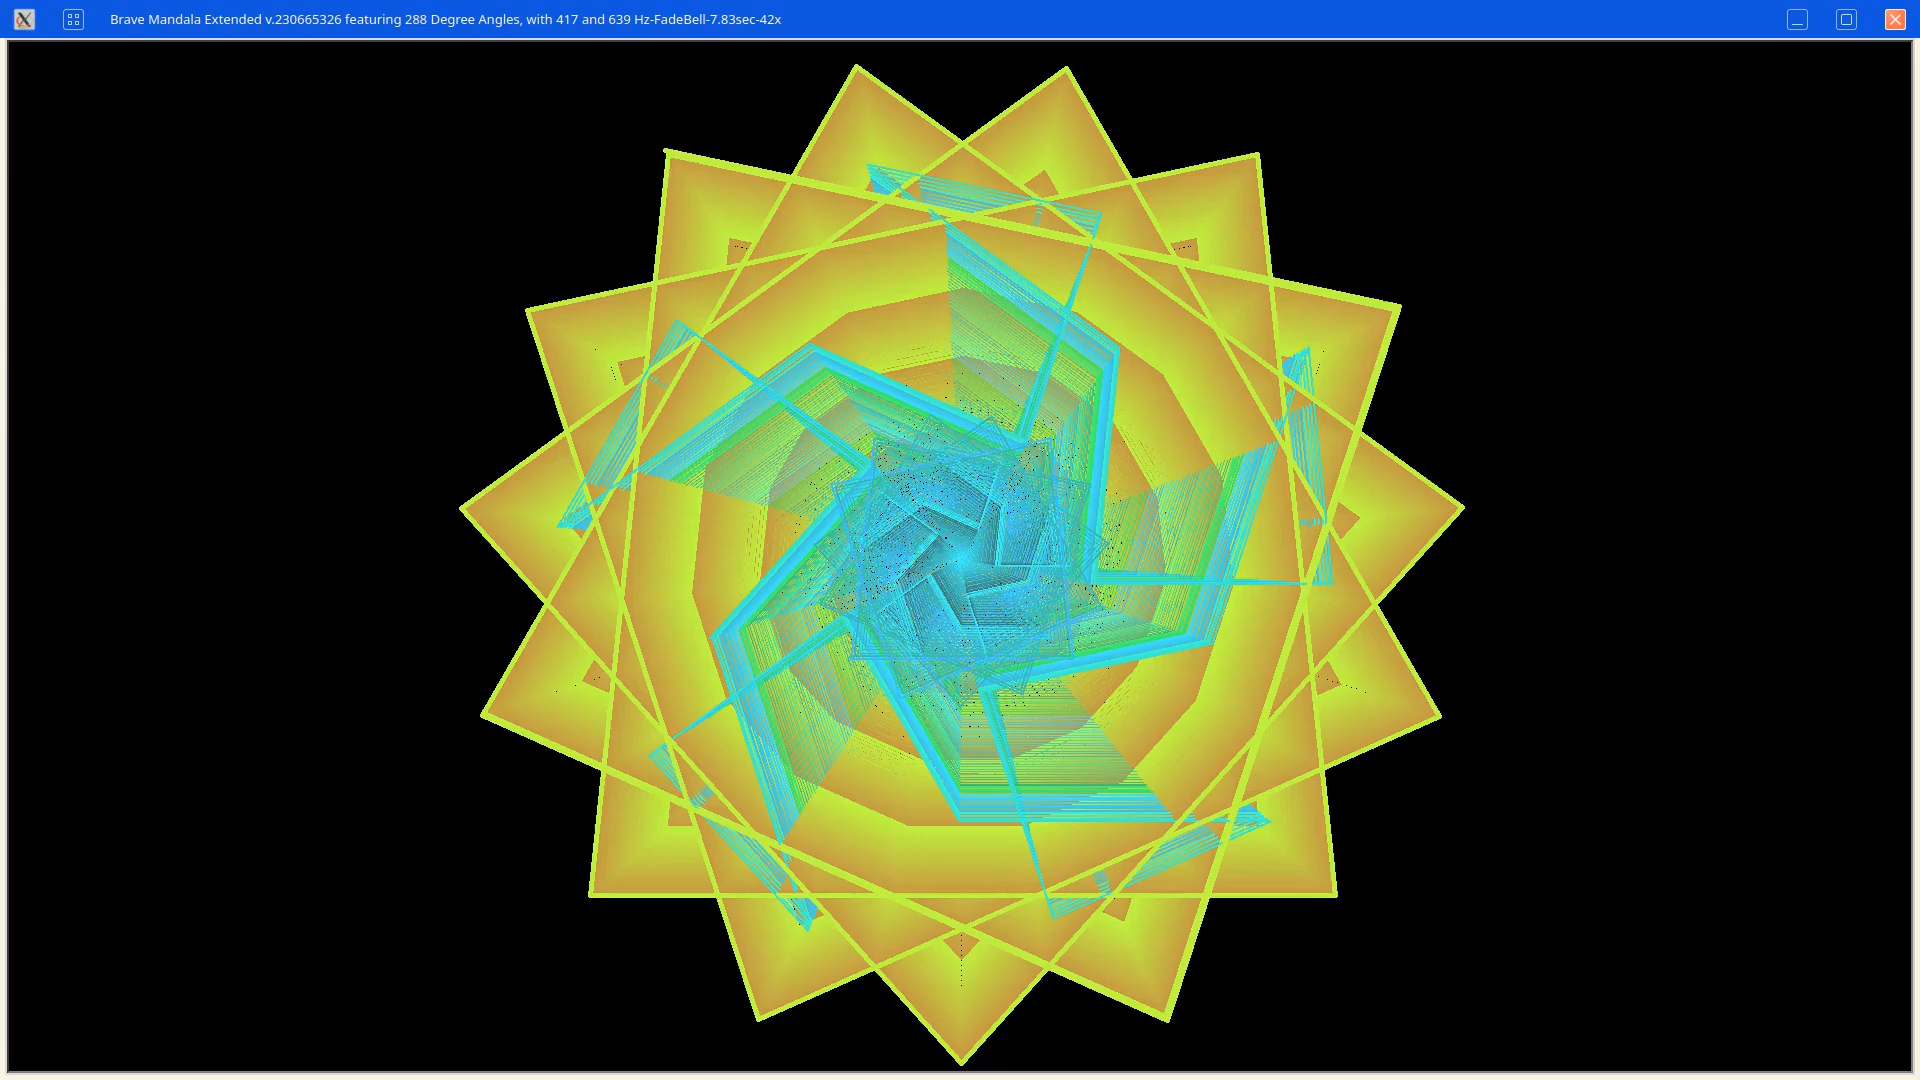 Brave Mandala Extended v.230665326 featuring 288 Degree Angles, with 417 and 639 Hz-FadeBell-7.83sec-42x